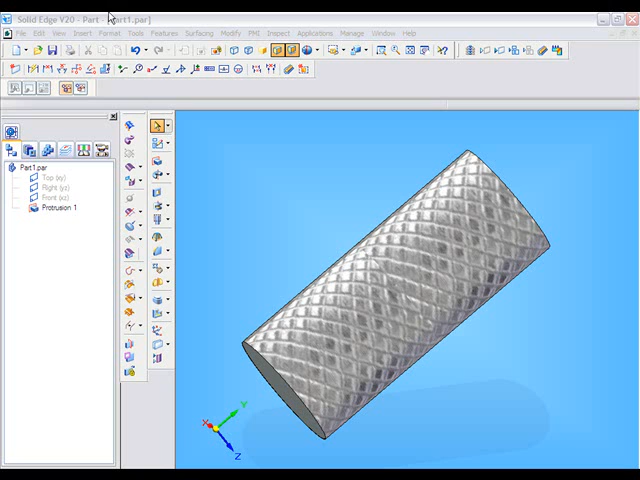 Solid Edge V20 - Part - [Part1.par]
File Edit View Insert Format Tools Features Surfacing Modify PMI Inspect Applications Manage Window Help
Part1.par
Top (xy)
Right (yz)
Front (xz)
Protrusion 1
Y
X
Z